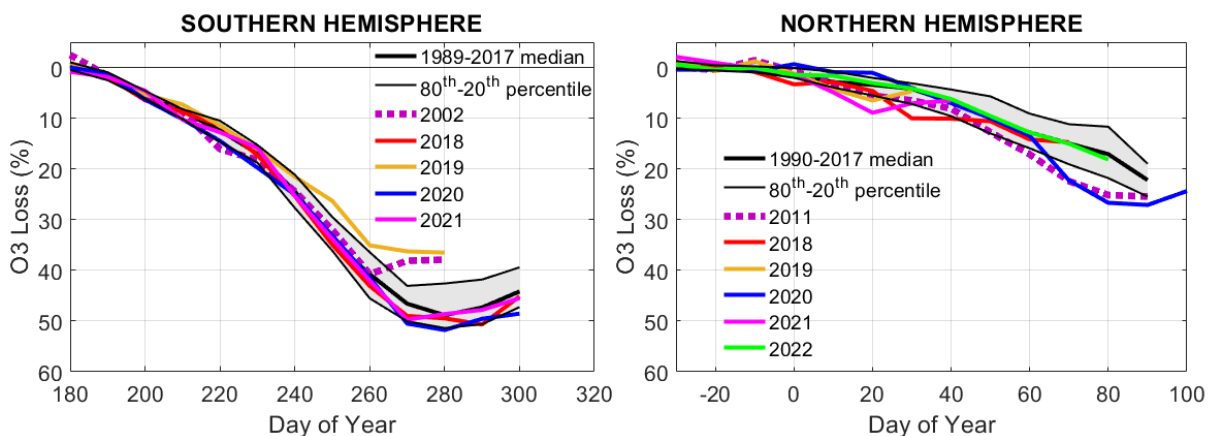 SOUTHERN HEMISPHERE
180 200 220 240 260 280 300 320
0
10
20
30
40
50
60
O3 Loss (%)
Day of Year
1989-2017 median
80th-20th percentile
2002
2018
2019
2020
2021
NORTHERN HEMISPHERE
0
10
20
30
40
50
60
O3 Loss (%)
1990-2017 median
80th-20th percentile
2011
2018
2019
2020
2021
2022
-20 0 20 40 60 80 100
Day of Year